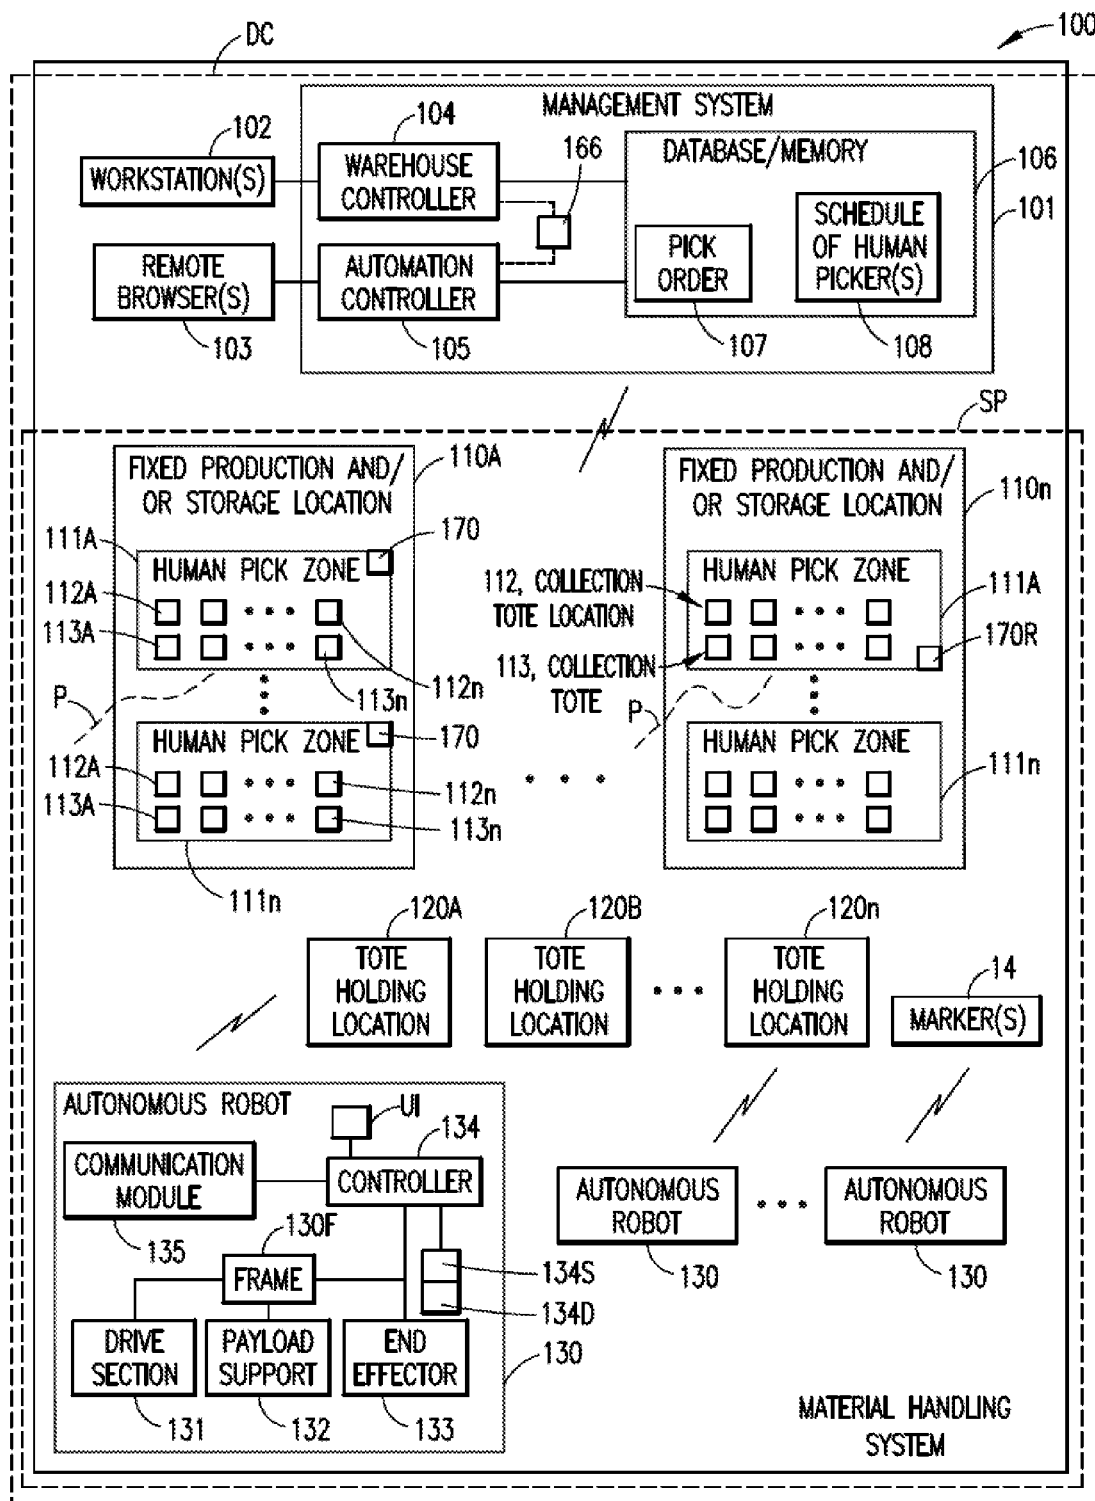 100
DC
MANAGEMENT SYSTEM
102
104
166
DATABASE/MEMORY
106
WORKSTATION(S)
WAREHOUSE
CONTROLLER
101
SCHEDULE
OF HUMAN
PICKER(S)
PICK
ORDER
REMOTE
BROWSER(S)
AUTOMATION
CONTROLLER
103
105
107
108
SP
FIXED PRODUCTION AND/
OR STORAGE LOCATION
110A
FIXED PRODUCTION AND/
OR STORAGE LOCATION
110n
111A
170
HUMAN PICK ZONE
112A
113A
112, COLLECTION
TOTE LOCATION
HUMAN PICK ZONE
111A
170R
113, COLLECTION
TOTE
112n
113n
P
P
HUMAN PICK ZONE
170
112A
113A
112n
113n
HUMAN PICK ZONE
111n
111n
120A
120B
120n
TOTE
HOLDING
LOCATION
TOTE
HOLDING
LOCATION
TOTE
HOLDING
LOCATION
14
MARKER(S)
AUTONOMOUS ROBOT
UI
134
COMMUNICATION
MODULE
CONTROLLER
135
130F
FRAME
134S
134D
DRIVE
SECTION
PAYLOAD
SUPPORT
END
EFFECTOR
130
131
132
133
AUTONOMOUS
ROBOT
AUTONOMOUS
ROBOT
130
130
MATERIAL HANDLING
SYSTEM